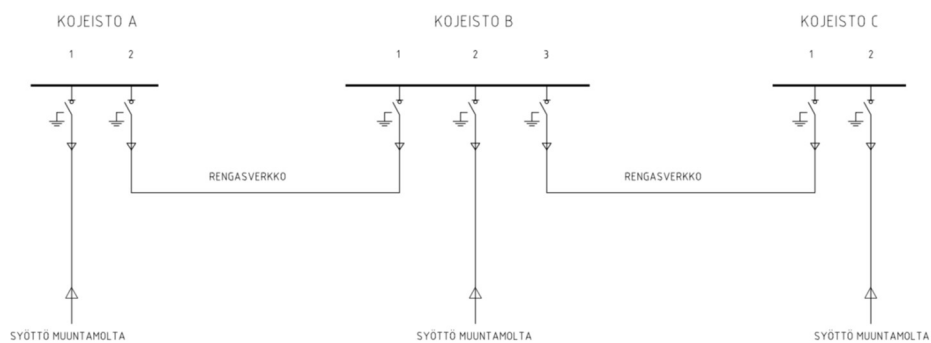 KOJEISTO A
KOJEISTO B
KOJEISTO C
1 2
1 2 3
1 2
RENGASVERKKO
RENGASVERKKO
SYÖTTÖ MUUNTAMOLTA
SYÖTTÖ MUUNTAMOLTA
SYÖTTÖ MUUNTAMOLTA